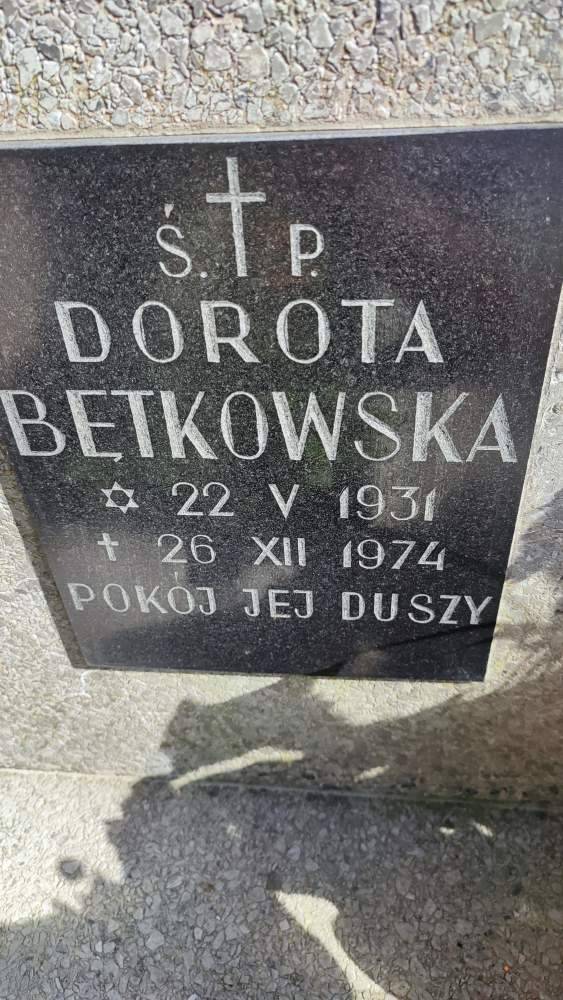 Ś. P.
DOROTA
BĘTKOWSKA
✡ 22 V 1931
† 26 XII 1974
POKÓJ JEJ DUSZY